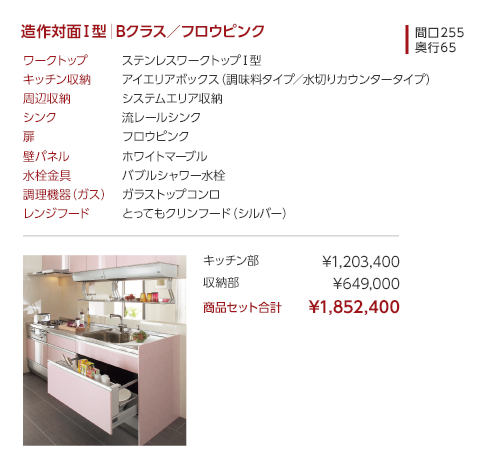 造作対面Ｉ型｜Bクラス／フロウピンク
間口255
奥行65
ワークトップ ステンレスワークトップＩ型
キッチン収納 アイエリアボックス（調味料タイプ／水切りカウンタータイプ）
周辺収納 システムエリア収納
シンク 流レールシンク
扉 フロウピンク
壁パネル ホワイトマーブル
水栓金具 バブルシャワー水栓
調理機器（ガス） ガラストップコンロ
レンジフード とってもクリンフード（シルバー）
キッチン部 ¥1,203,400
収納部 ¥649,000
商品セット合計 ¥1,852,400